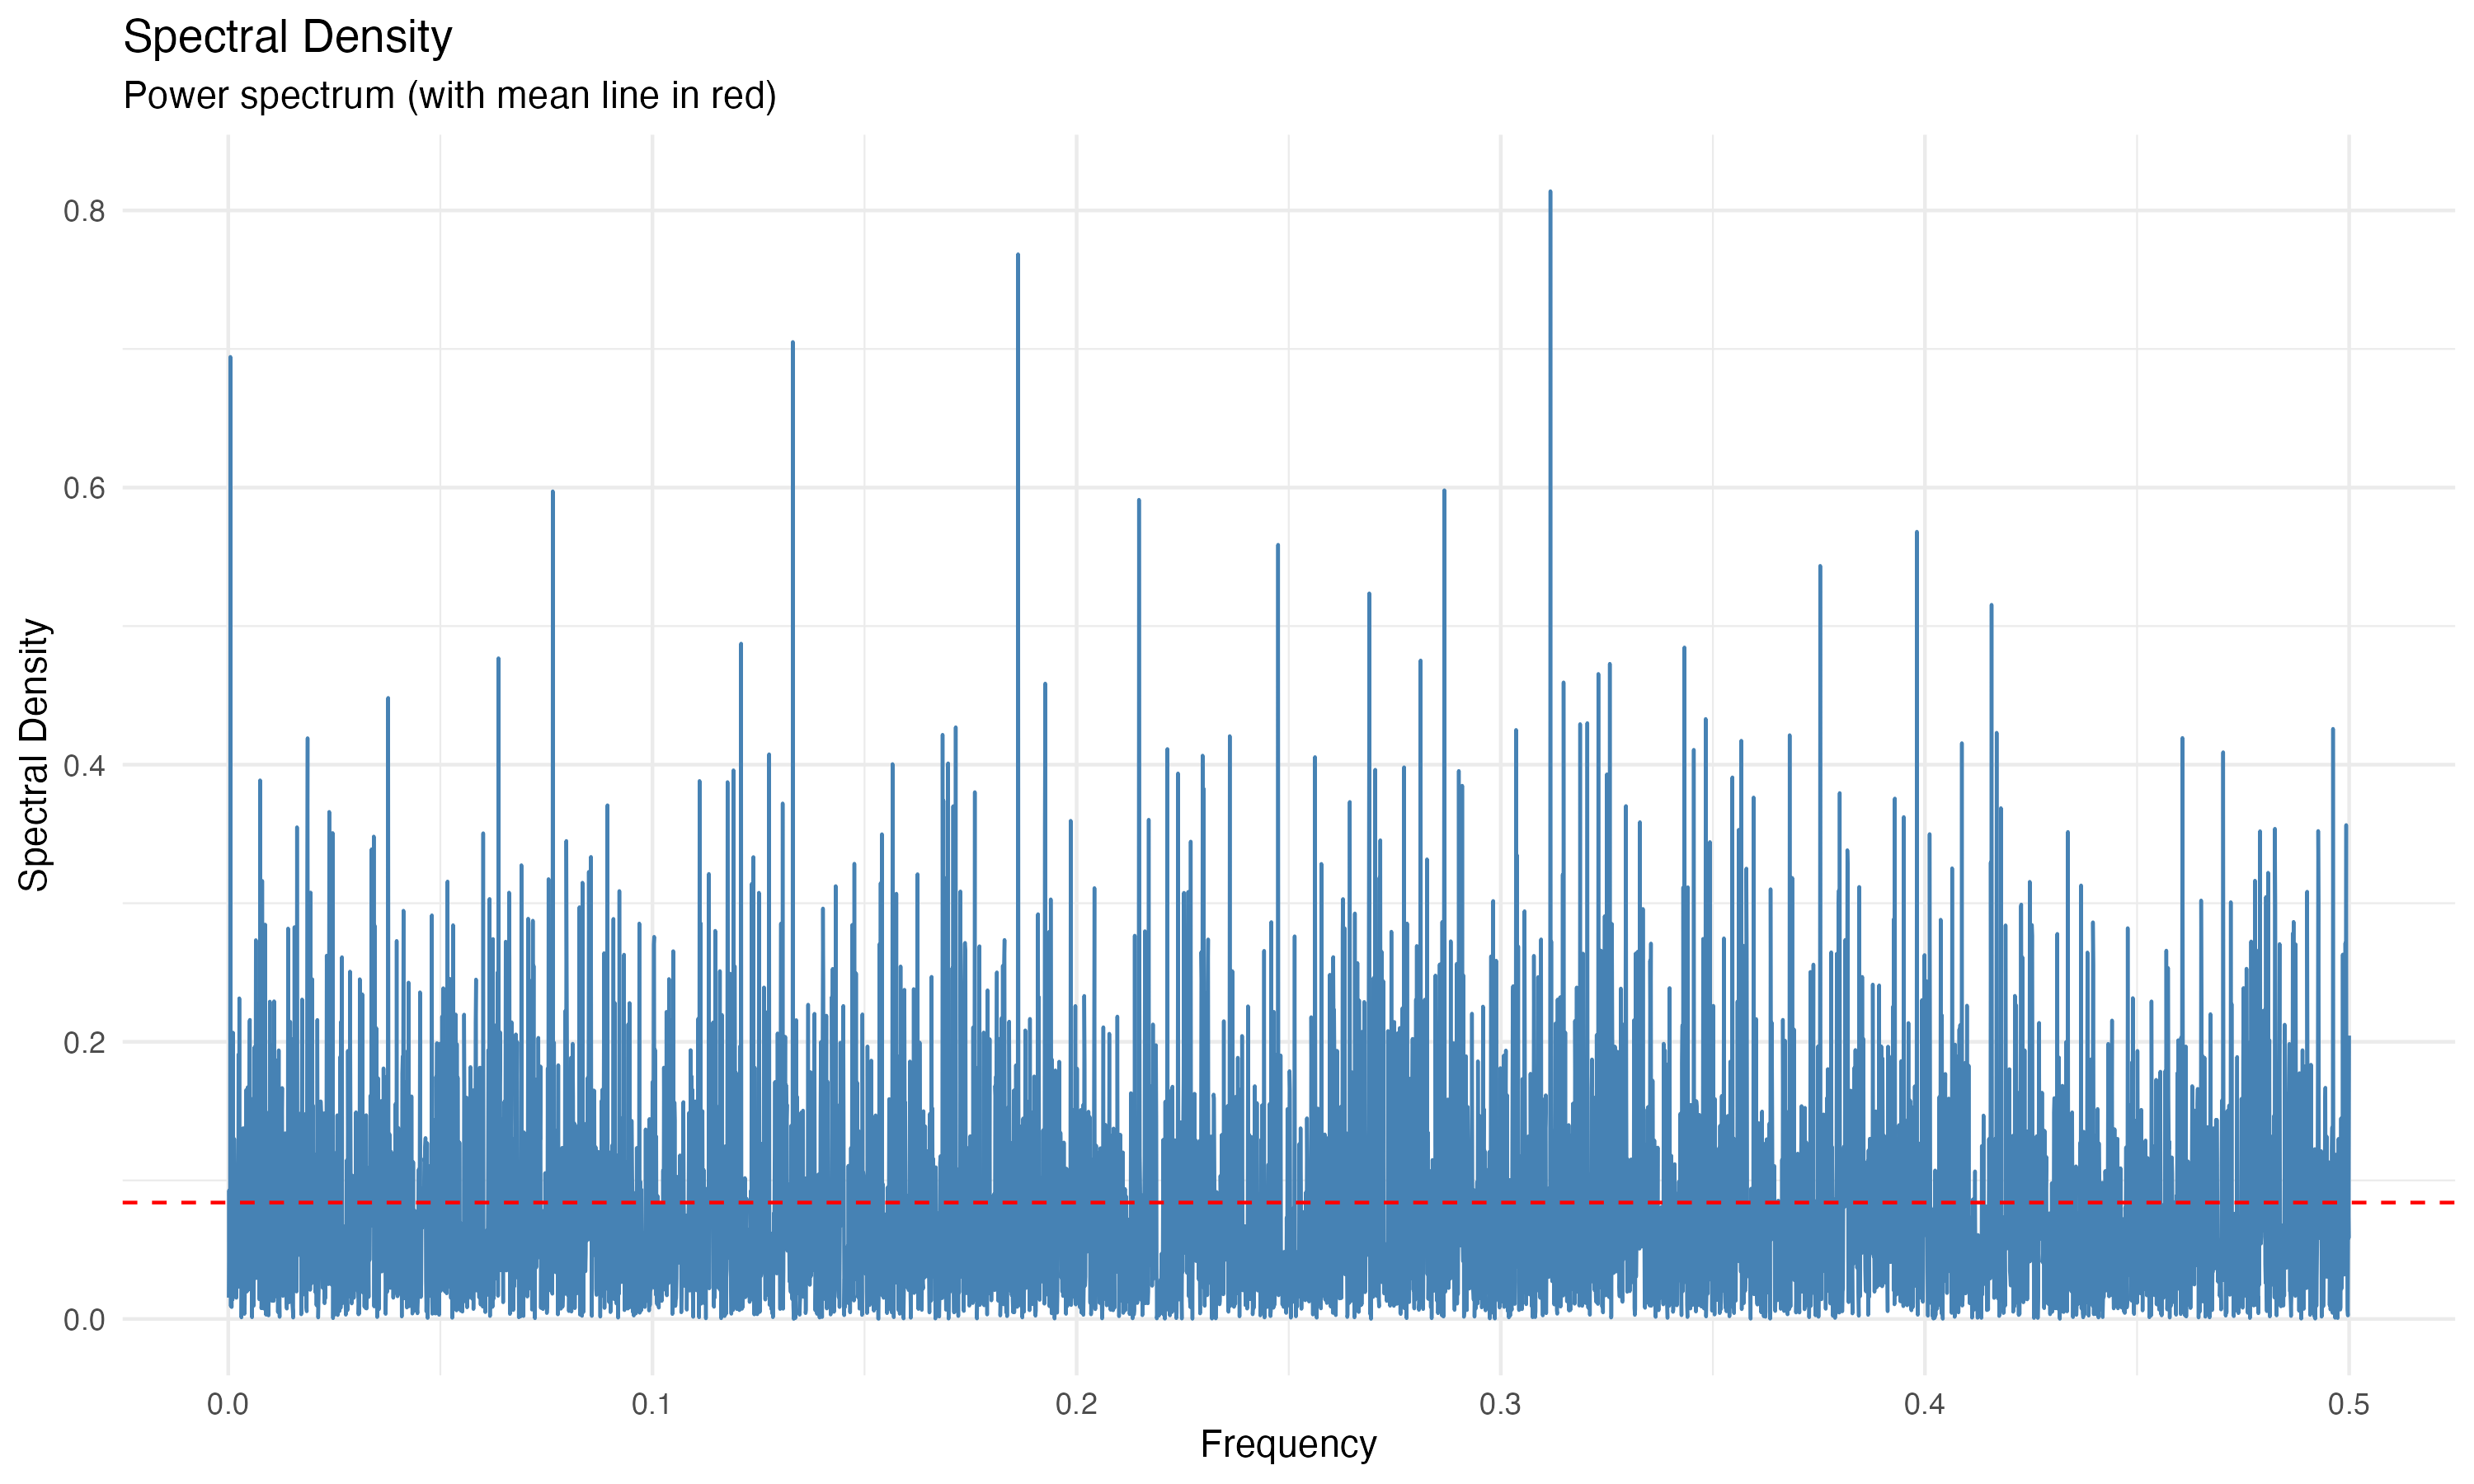 Spectral Density
Power spectrum (with mean line in red)
Spectral Density
0.8
0.6
0.4
0.2
0.0
0.0 0.1 0.2 0.3 0.4 0.5
Frequency